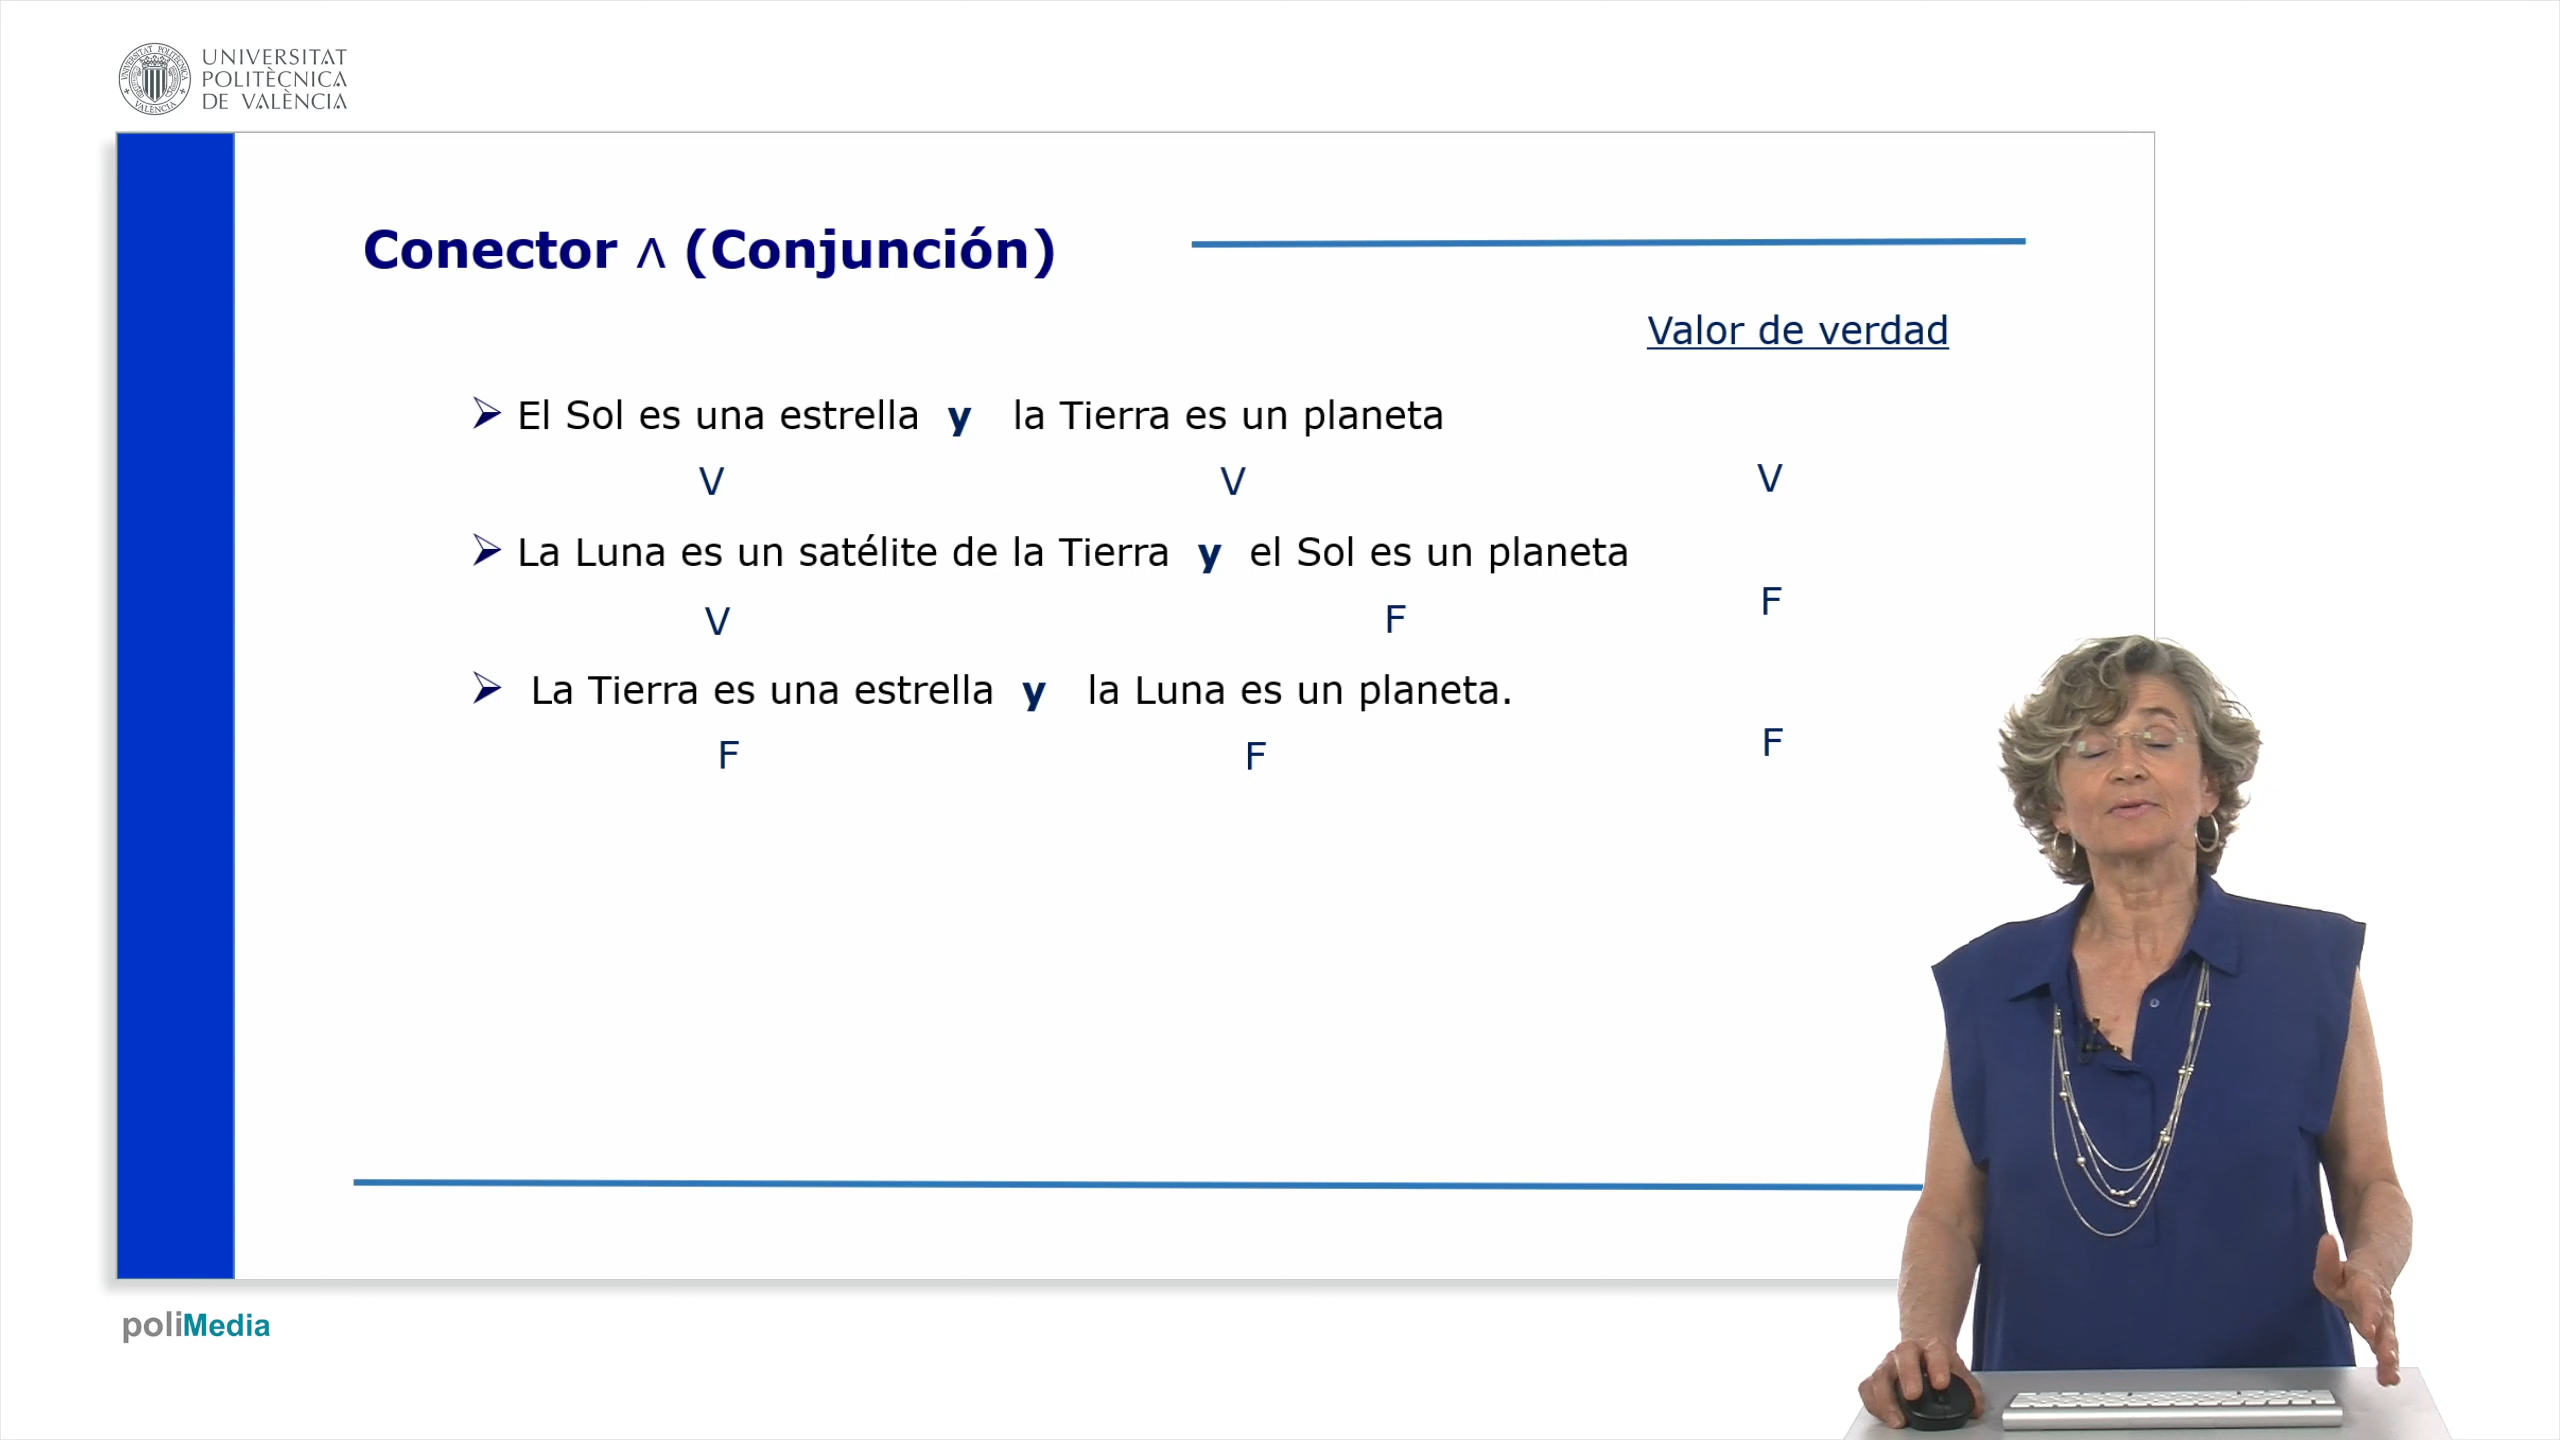 UNIVERSITAT
POLITÈCNICA
DE VALÈNCIA
Conector ∧ (Conjunción)
Valor de verdad
El Sol es una estrella y la Tierra es un planeta
V V V
La Luna es un satélite de la Tierra y el Sol es un planeta
V F F
La Tierra es una estrella y la Luna es un planeta.
F F F
poliMedia